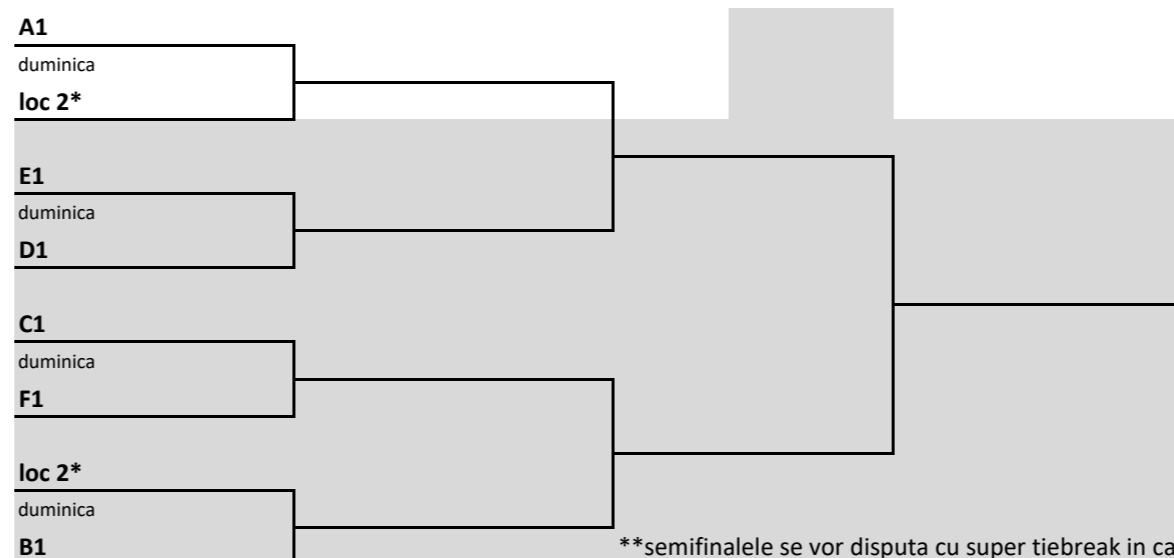 A1
duminica
loc 2*
E1
duminica
D1
C1
duminica
F1
loc 2*
duminica
B1
**semifinalele se vor disputa cu super tiebreak in ca